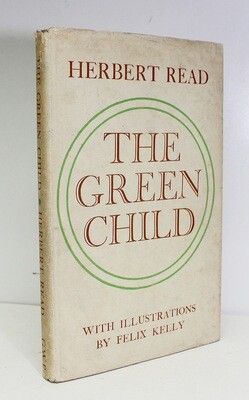 HERBERT READ
THE
GREEN
CHILD
WITH ILLUSTRATIONS
BY FELIX KELLY
THE GREEN CHILD HERBERT READ